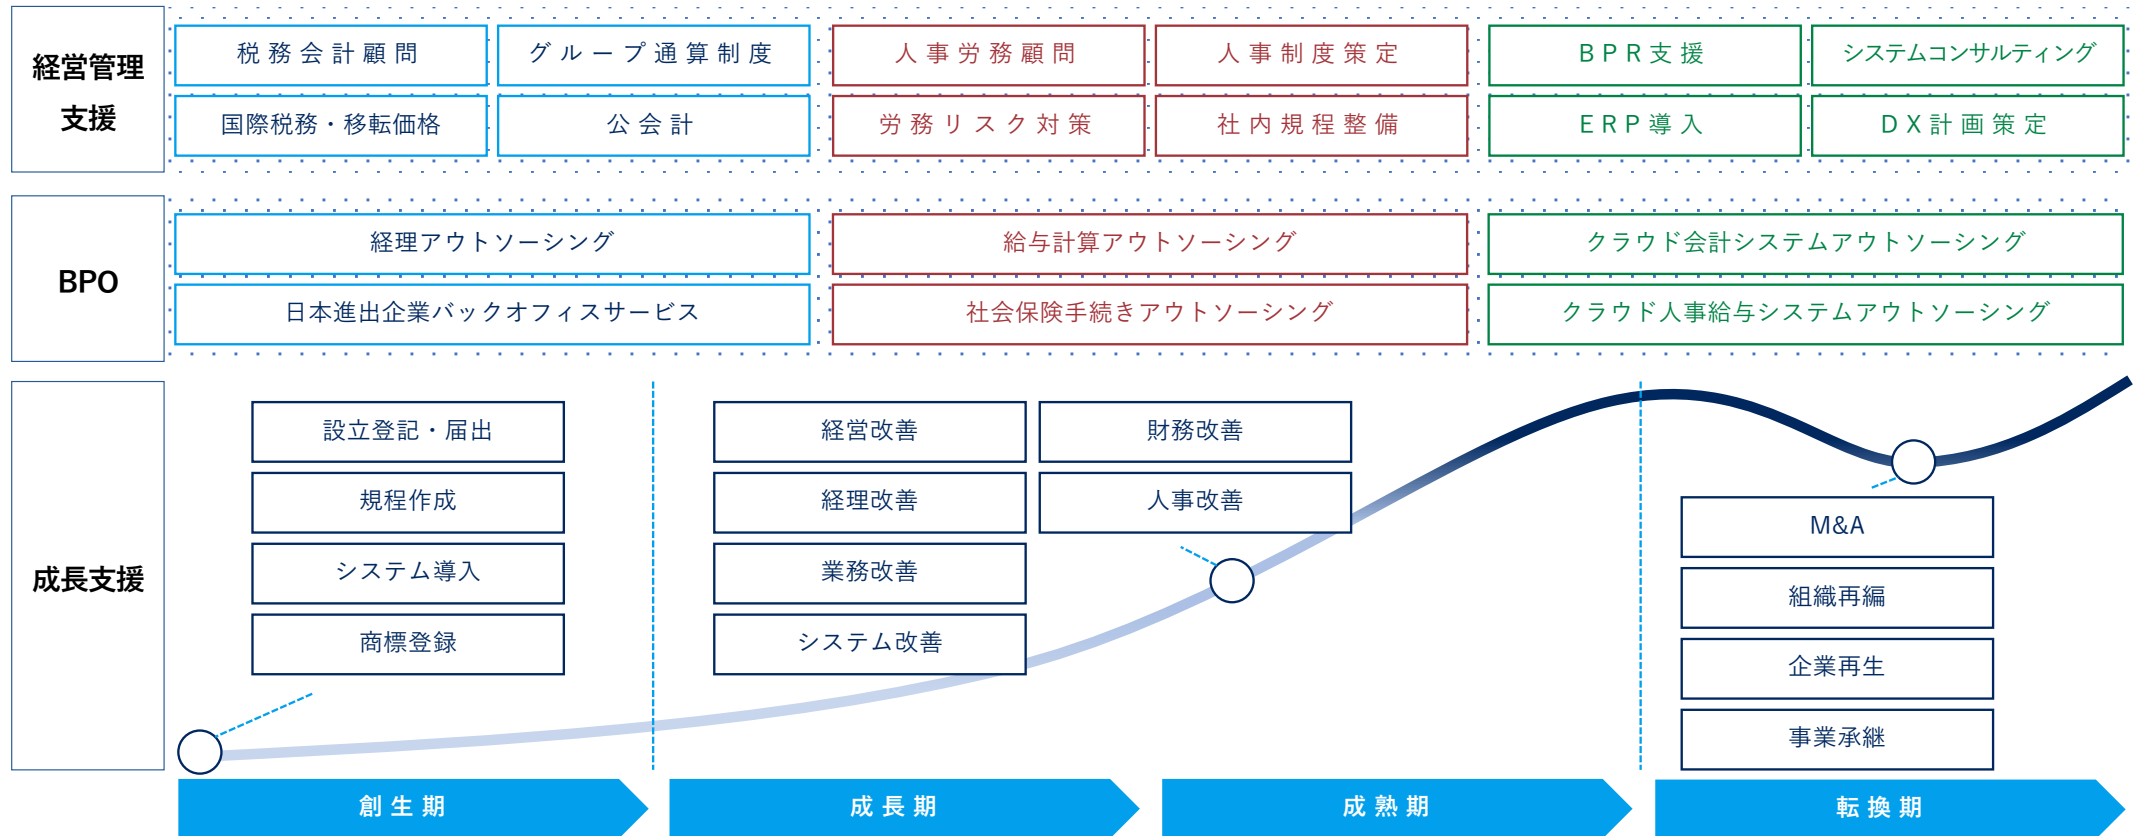 経営管理
支援
税務会計顧問
グループ通算制度
人事労務顧問
人事制度策定
BPR支援
システムコンサルティング
国際税務・移転価格
公会計
労務リスク対策
社内規程整備
ERP導入
DX計画策定
BPO
経理アウトソーシング
給与計算アウトソーシング
クラウド会計システムアウトソーシング
日本進出企業バックオフィスサービス
社会保険手続きアウトソーシング
クラウド人事給与システムアウトソーシング
成長支援
設立登記・届出
規程作成
システム導入
商標登録
経営改善
財務改善
経理改善
人事改善
業務改善
システム改善
M&A
組織再編
企業再生
事業承継
創生期
成長期
成熟期
転換期